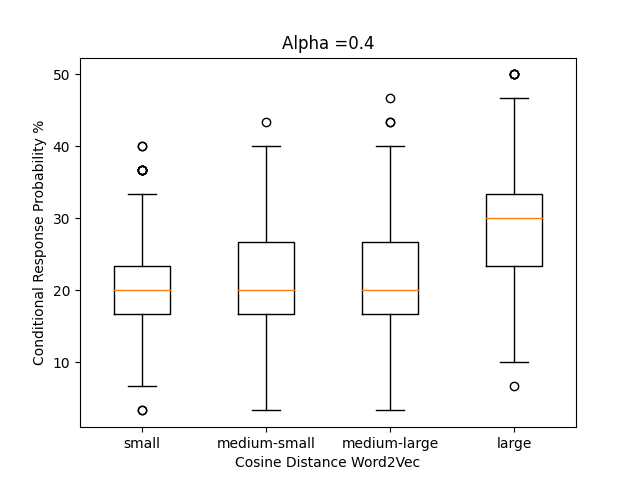 Alpha =0.4
Conditional Response Probability %
50
40
30
20
10
small medium-small medium-large large
Cosine Distance Word2Vec